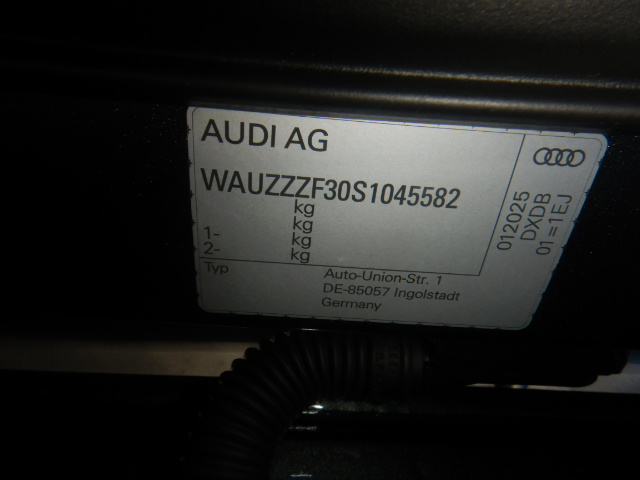 AUDI AG
WAUZZZF30S1045582
kg
kg
1- kg
2- kg
Typ
Auto-Union-Str. 1
DE-85057 Ingolstadt
Germany
012025
DXDB
01=1EJ